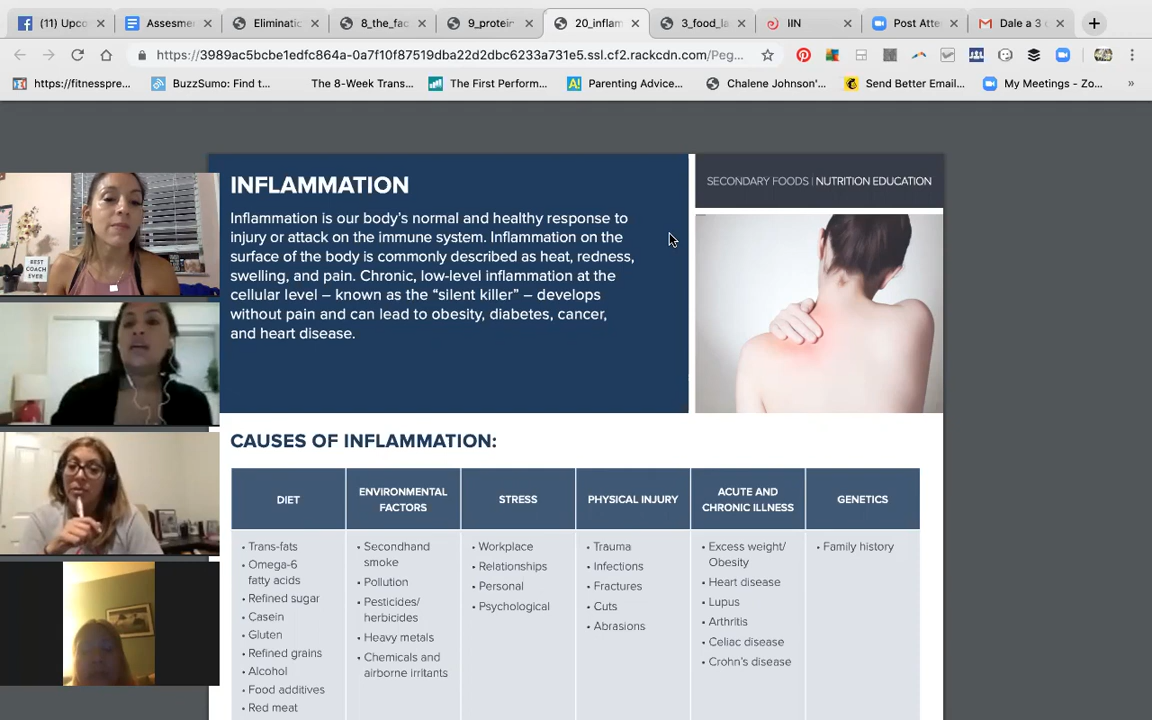 (11) Upco
Assessmen
Eliminatio
8_the_fac
9_protein
20_inflam
3_food_la
IIN
Post Atte
Dale a 3 c
https://3989ac5bcbe1edfc864a-0a7f10f87519dba22d2dbc6233a731e5.ssl.cf2.rackcdn.com/Peg...
https://fitnesspre...
BuzzSumo: Find t...
The 8-Week Trans...
The First Perform...
Parenting Advice...
Chalene Johnson'...
Send Better Email...
My Meetings - Zo...
»
INFLAMMATION
Inflammation is our body's normal and healthy response to
injury or attack on the immune system. Inflammation on the
surface of the body is commonly described as heat, redness,
swelling, and pain. Chronic, low-level inflammation at the
cellular level – known as the “silent killer” – develops
without pain and can lead to obesity, diabetes, cancer,
and heart disease.
SECONDARY FOODS | NUTRITION EDUCATION
BEST
COACH
EVER
CAUSES OF INFLAMMATION:
DIET
• Trans-fats
• Omega-6
fatty acids
• Refined sugar
• Casein
• Gluten
• Refined grains
• Alcohol
• Food additives
• Red meat
ENVIRONMENTAL
FACTORS
• Secondhand
smoke
• Pollution
• Pesticides/
herbicides
• Heavy metals
• Chemicals and
airborne irritants
STRESS
• Workplace
• Relationships
• Personal
• Psychological
PHYSICAL INJURY
• Trauma
• Infections
• Fractures
• Cuts
• Abrasions
ACUTE AND
CHRONIC ILLNESS
• Excess weight/
Obesity
• Heart disease
• Lupus
• Arthritis
• Celiac disease
• Crohn's disease
GENETICS
• Family history